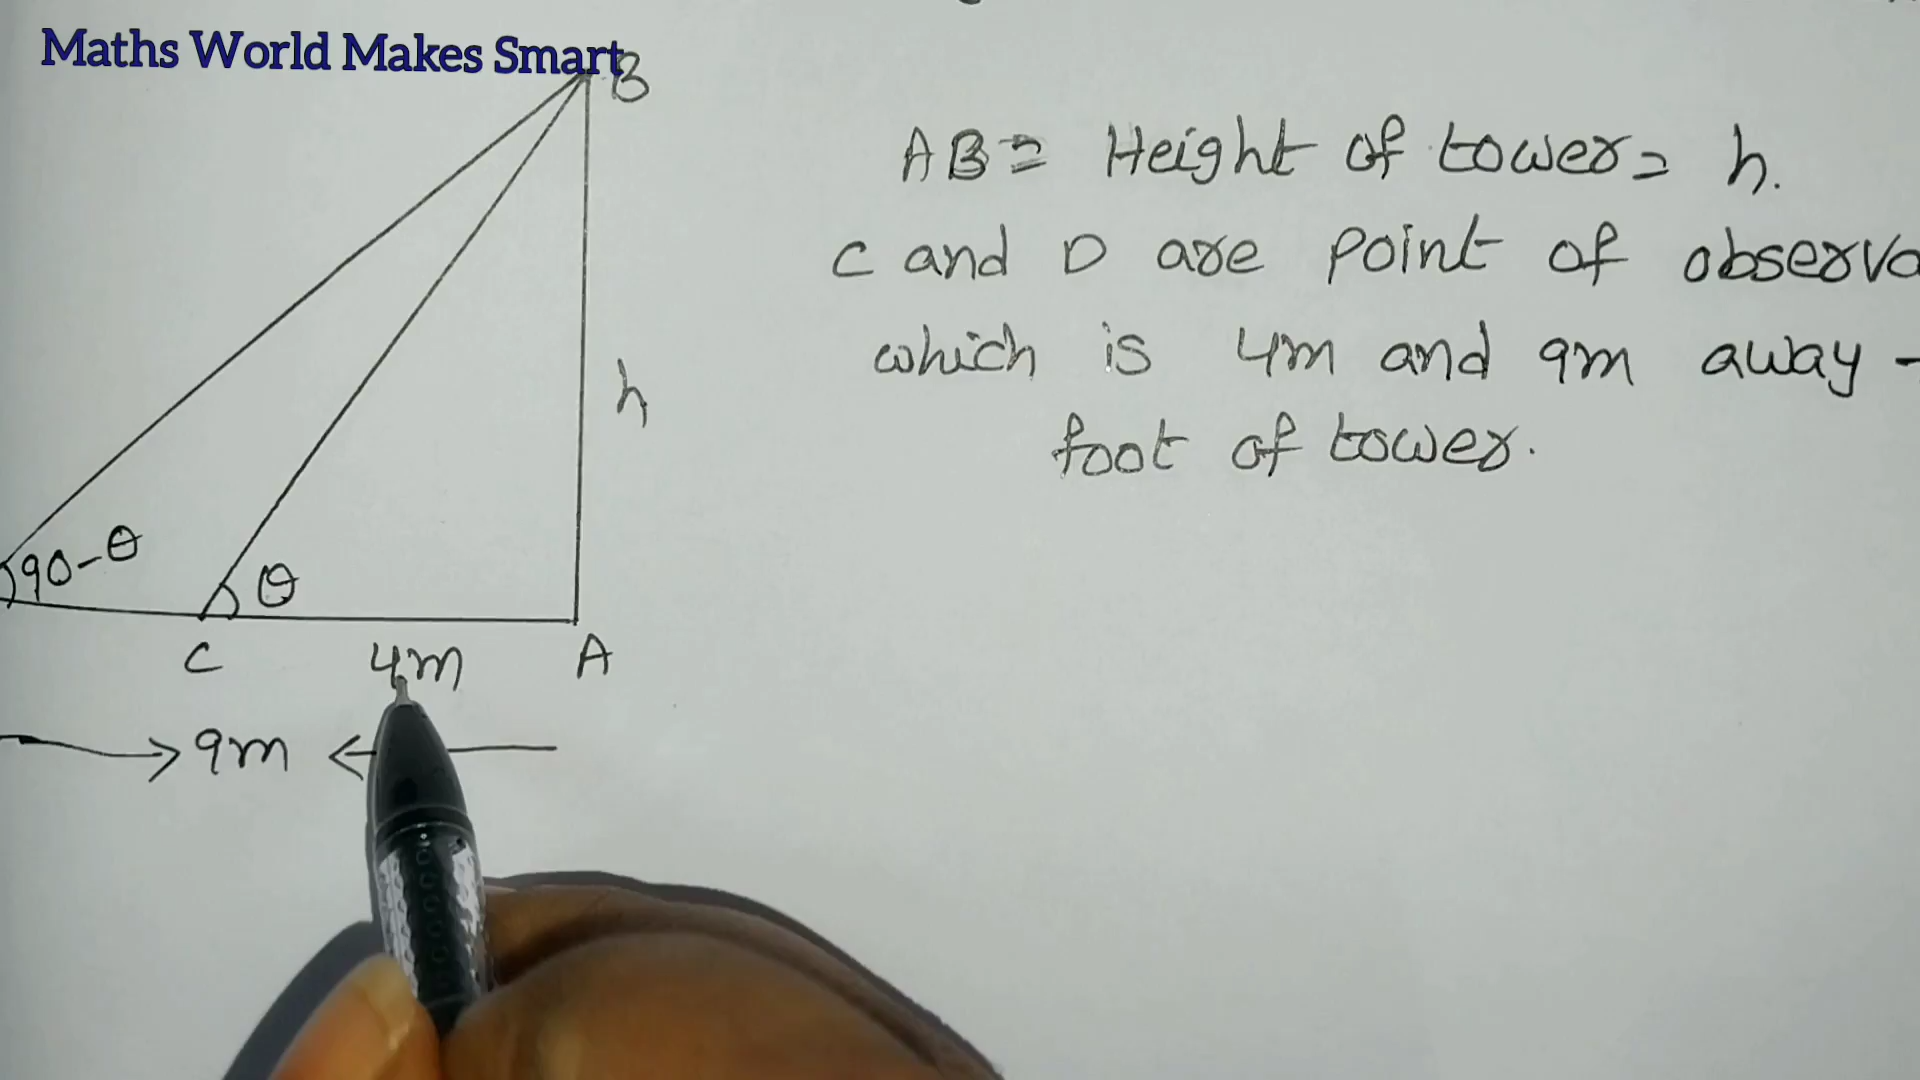 Maths World Makes Smart
B
AB = Height of tower = h.
C and D are point of
which is 4m and 9m away -
foot of tower.
h
90-θ
θ
C 4m A
9m